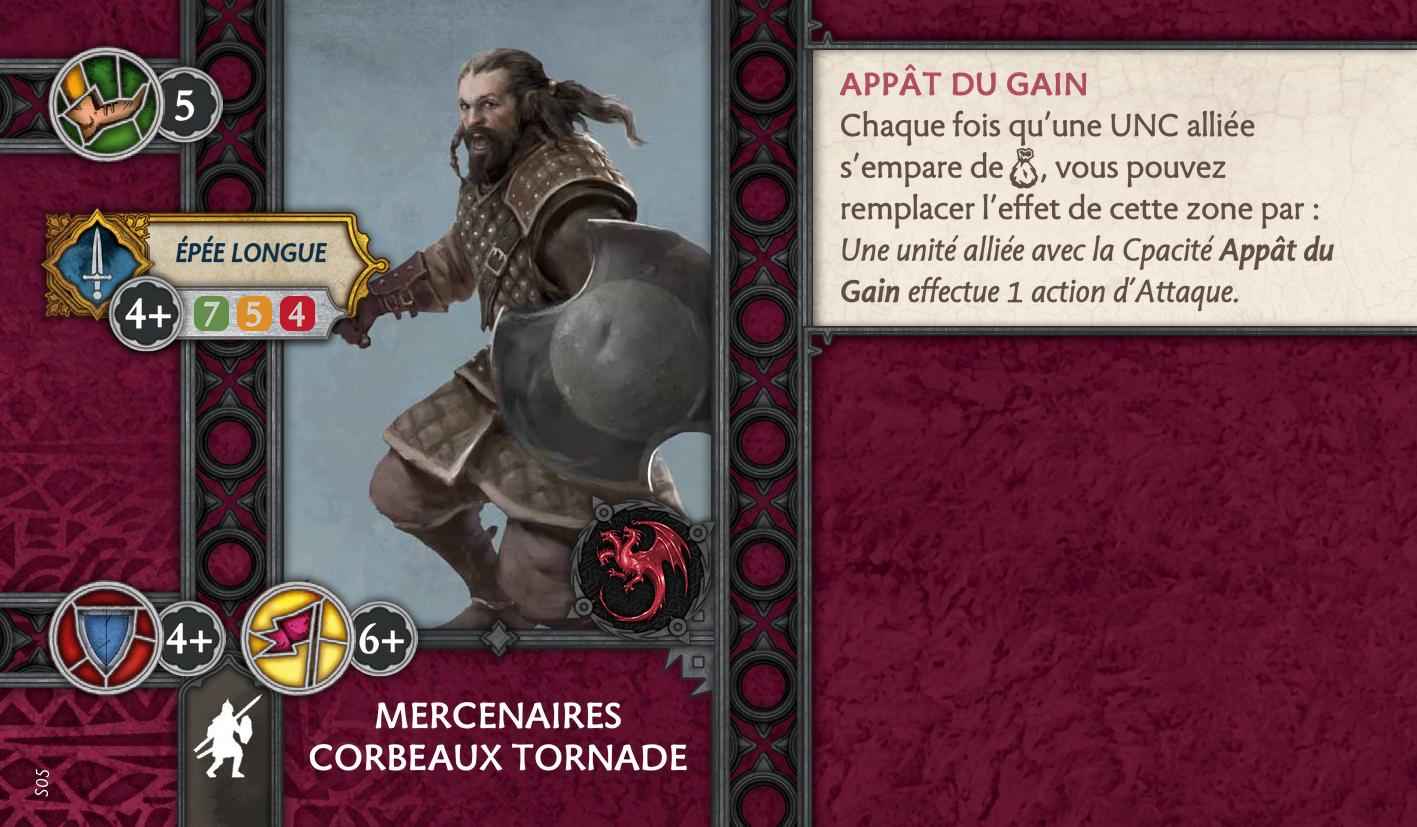 5
ÉPÉE LONGUE
4+ 7 5 4
4+ 6+
MERCENAIRES
CORBEAUX TORNADE
S05
APPÂT DU GAIN
Chaque fois qu’une UNC alliée
s’empare de , vous pouvez
remplacer l’effet de cette zone par :
Une unité alliée avec la Cpacité Appât du
Gain effectue 1 action d’Attaque.